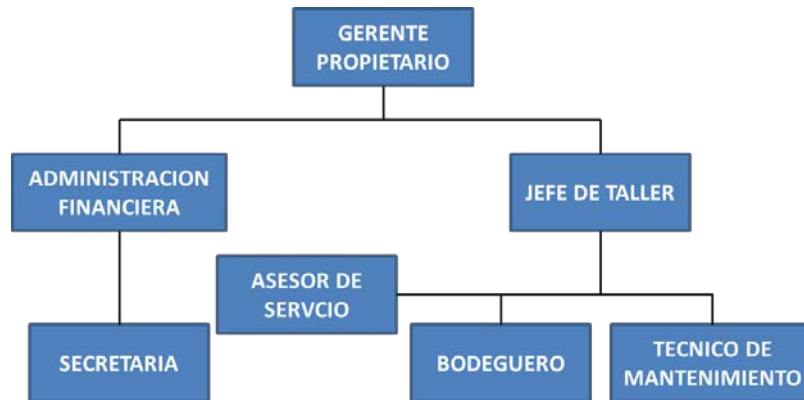 GERENTE
PROPIETARIO
ADMINISTRACION
FINANCIERA
JEFE DE TALLER
ASESOR DE
SERVCIO
SECRETARIA
BODEGUERO
TECNICO DE
MANTENIMIENTO